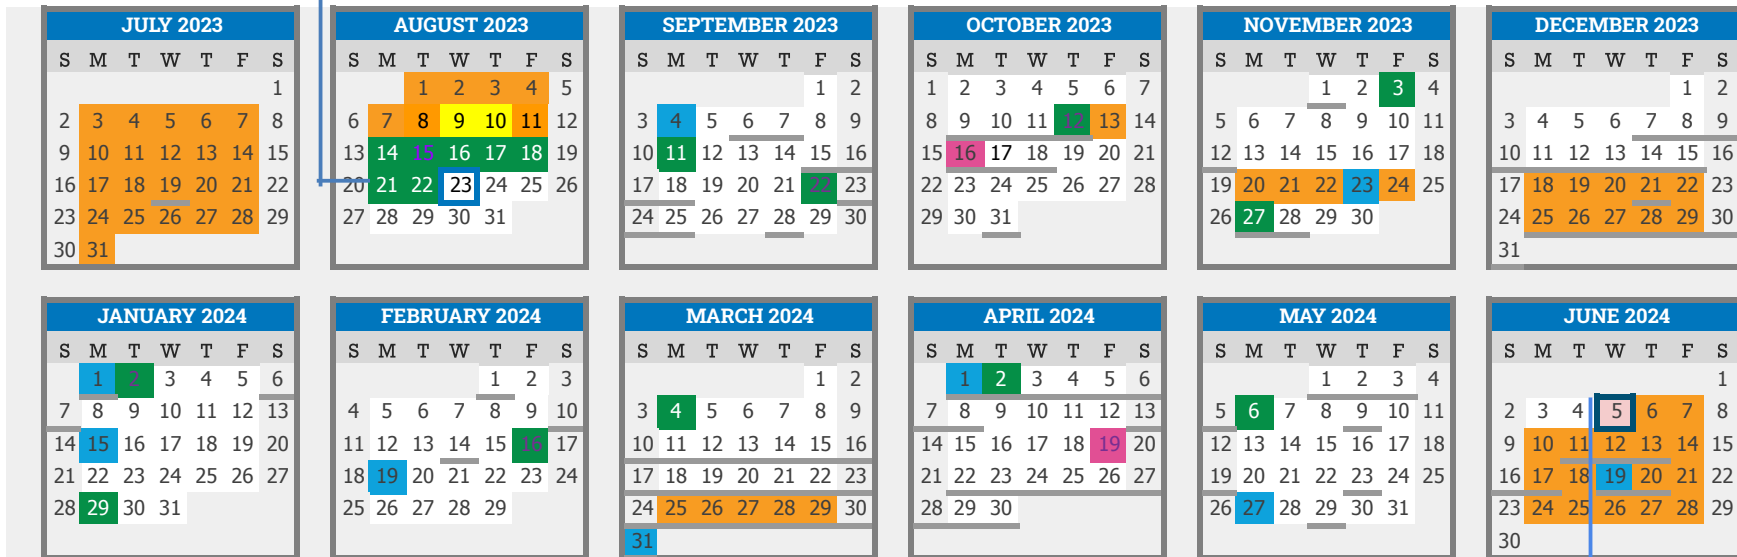 JULY 2023 AUGUST 2023 SEPTEMBER 2023 OCTOBER 2023 NOVEMBER 2023 DECEMBER 2023
S M T W T F S S M T W T F S S M T W T F S S M T W T F S S M T W T F S S M T W T F S
1 1 2 3 4 5 1 2 1 2 3 4 5 6 7 1 2 3 4 1 2
2 3 4 5 6 7 8 6 7 8 9 10 11 12 3 4 5 6 7 8 9 8 9 10 11 12 13 14 5 6 7 8 9 10 11 3 4 5 6 7 8 9
9 10 11 12 13 14 15 13 14 15 16 17 18 19 10 11 12 13 14 15 16 15 16 17 18 19 20 21 12 13 14 15 16 17 18 10 11 12 13 14 15 16
16 17 18 19 20 21 22 20 21 22 23 24 25 26 17 18 19 20 21 22 23 22 23 24 25 26 27 28 19 20 21 22 23 24 25 17 18 19 20 21 22 23
23 24 25 26 27 28 29 27 28 29 30 31 24 25 26 27 28 29 30 29 30 31 26 27 28 29 30 24 25 26 27 28 29 30
30 31 31
JANUARY 2024 FEBRUARY 2024 MARCH 2024 APRIL 2024 MAY 2024 JUNE 2024
S M T W T F S S M T W T F S S M T W T F S S M T W T F S S M T W T F S S M T W T F S
1 2 3 4 5 6 1 2 3 1 2 1 2 3 4 5 6 1 2 3 4 1
7 8 9 10 11 12 13 4 5 6 7 8 9 10 3 4 5 6 7 8 9 7 8 9 10 11 12 13 5 6 7 8 9 10 11 2 3 4 5 6 7 8
14 15 16 17 18 19 20 11 12 13 14 15 16 17 10 11 12 13 14 15 16 14 15 16 17 18 19 20 12 13 14 15 16 17 18 9 10 11 12 13 14 15
21 22 23 24 25 26 27 18 19 20 21 22 23 24 17 18 19 20 21 22 23 21 22 23 24 25 26 27 19 20 21 22 23 24 25 16 17 18 19 20 21 22
28 29 30 31 25 26 27 28 29 24 25 26 27 28 29 30 28 29 30 26 27 28 29 30 31 23 24 25 26 27 28 29
31 30